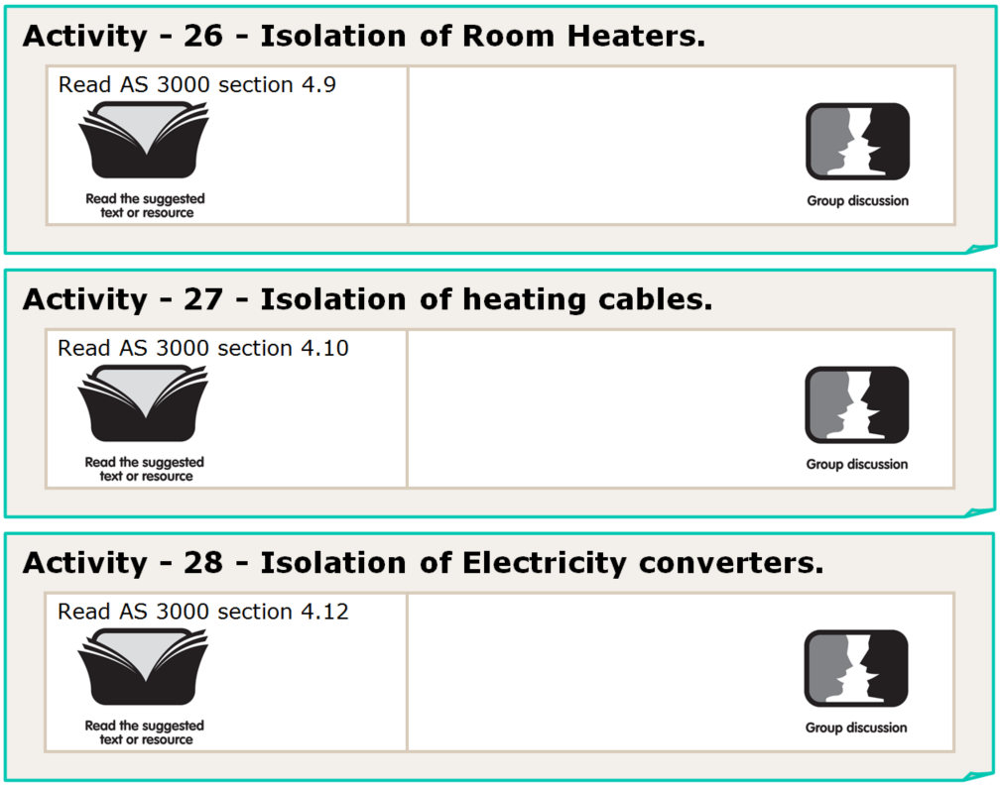 Activity - 26 - Isolation of Room Heaters.
Read AS 3000 section 4.9
Read the suggested
text or resource
Group discussion
Activity - 27 - Isolation of heating cables.
Read AS 3000 section 4.10
Read the suggested
text or resource
Group discussion
Activity - 28 - Isolation of Electricity converters.
Read AS 3000 section 4.12
Read the suggested
text or resource
Group discussion